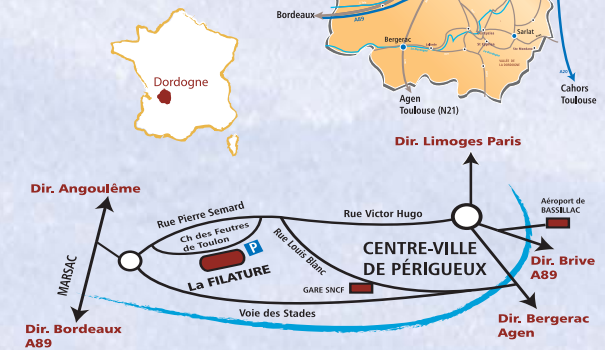 Bordeaux
A89
Bergerac
Sarlat
A20
Agen
Toulouse (N21)
Cahors
Toulouse
Dordogne
Dir. Limoges Paris
Dir. Angoulême
Rue Pierre Semard
Rue Victor Hugo
Aéroport de
BASSILLAC
Ch des Feutres
de Toulon
P
Rue Louis Blanc
CENTRE-VILLE
DE PÉRIGUEUX
La FILATURE
MARSAC
GARE SNCF
Dir. Brive
A89
Voie des Stades
Dir. Bordeaux
A89
Dir. Bergerac
Agen